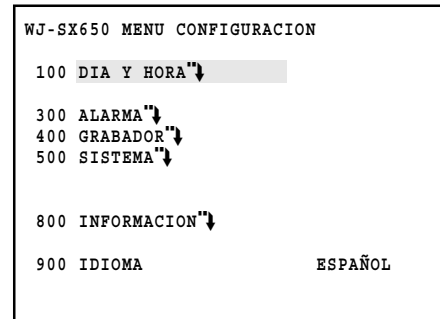 WJ-SX650 MENU CONFIGURACION
100 DIA Y HORA
300 ALARMA
400 GRABADOR
500 SISTEMA
800 INFORMACION
900 IDIOMA ESPAÑOL